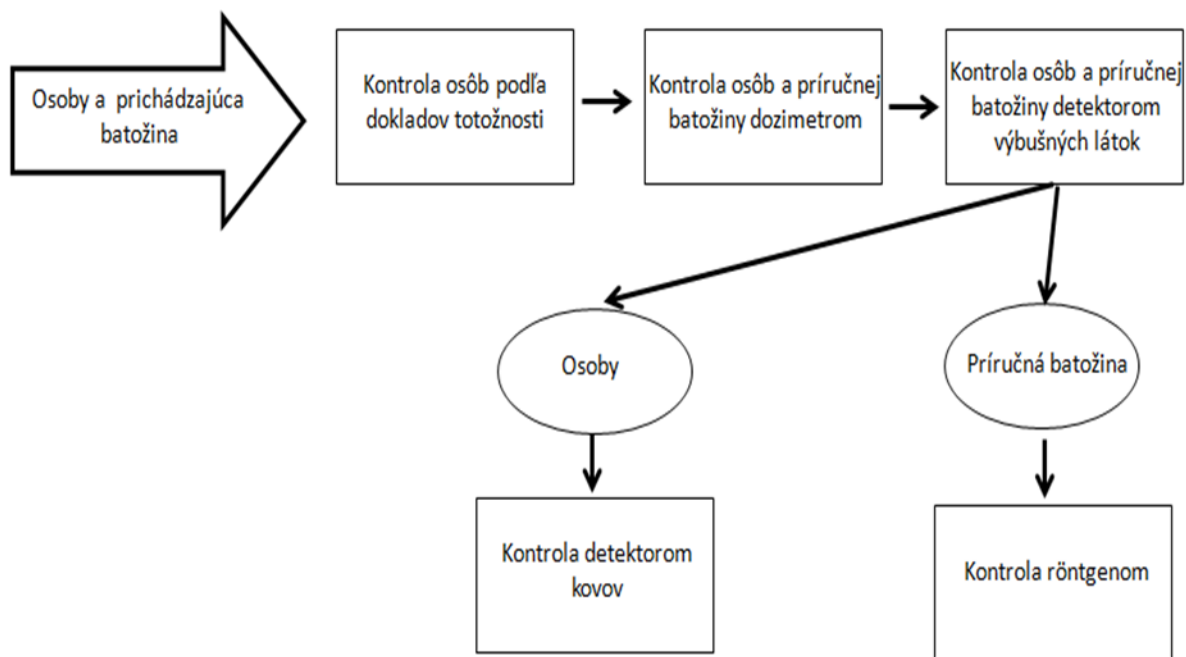 Osoby a prichádzajúca
batožina
Kontrola osôb podľa
dokladov totožnosti
Kontrola osôb a príručnej
batožiny dozimetrom
Kontrola osôb a príručnej
batožiny detektorom
výbušných látok
Osoby
Príručná batožina
Kontrola detektorom
kovov
Kontrola röntgenom